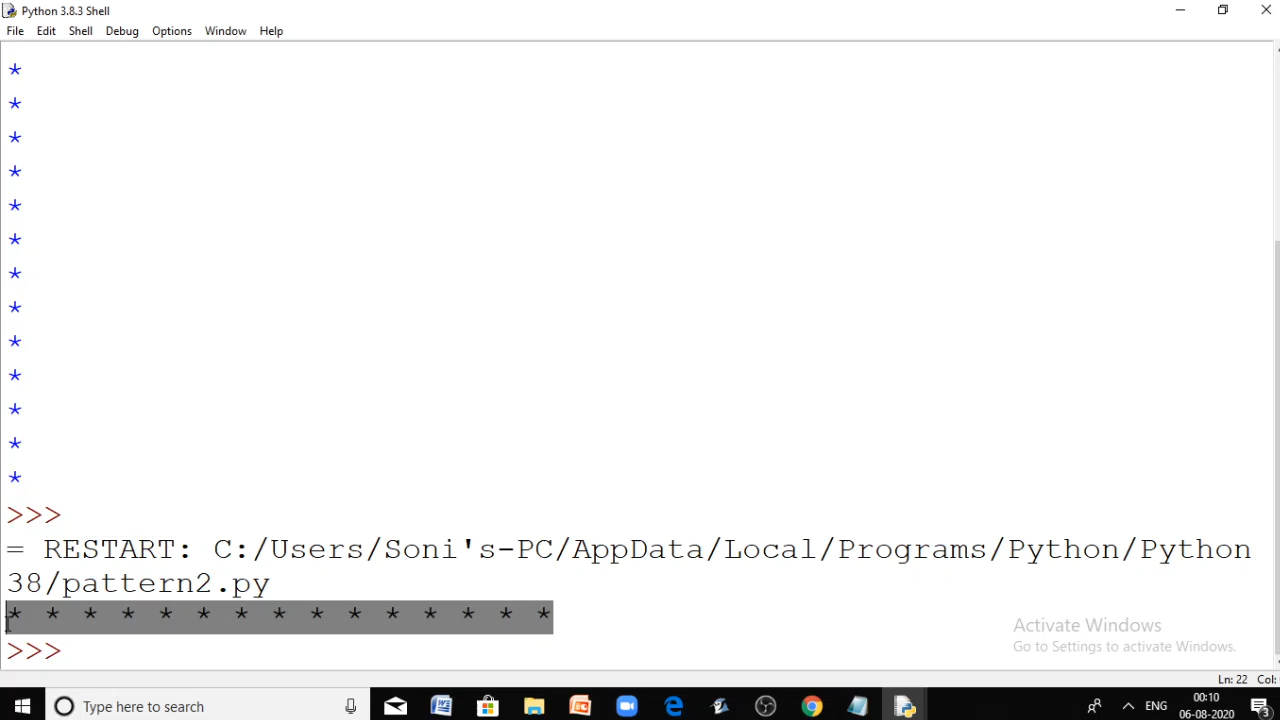 Python 3.8.3 Shell
File Edit Shell Debug Options Window Help
*
*
*
*
*
*
*
*
*
*
*
*
*
>>>
= RESTART: C:/Users/Soni's-PC/AppData/Local/Programs/Python/Python
38/pattern2.py
* * * * * * * * * * * * * * *
>>>
Activate Windows
Go to Settings to activate Windows.
Ln: 22 Col:
Type here to search
ENG
00:10
06-08-2020
3